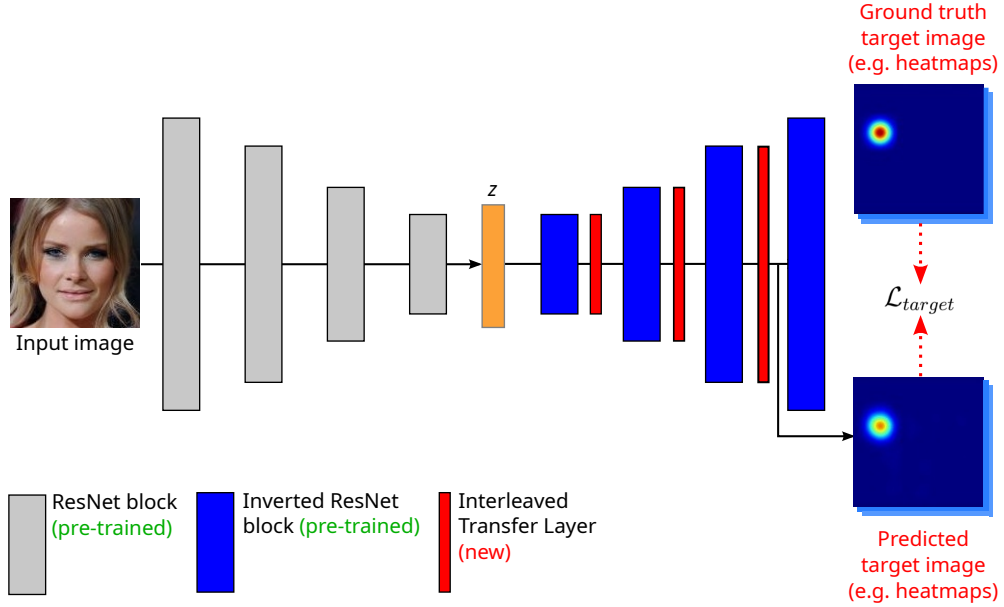 Ground truth
target image
(e.g. heatmaps)
z
Input image
ℒ_target
ResNet block
(pre-trained)
Inverted ResNet
block (pre-trained)
Interleaved
Transfer Layer
(new)
Predicted
target image
(e.g. heatmaps)